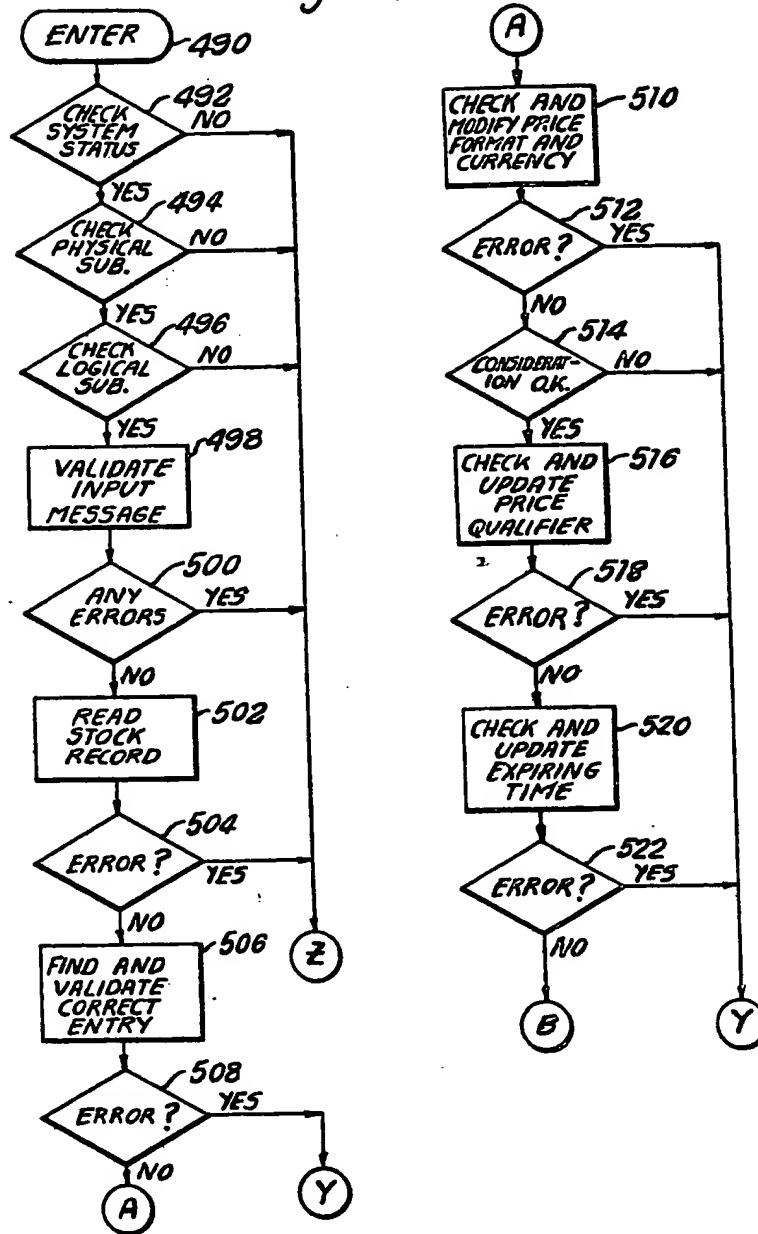 ENTER
490
492
CHECK
SYSTEM
STATUS
NO
YES
494
CHECK
PHYSICAL
SUB.
NO
YES
496
CHECK
LOGICAL
SUB.
NO
YES
498
VALIDATE
INPUT
MESSAGE
500
ANY
ERRORS
YES
NO
502
READ
STOCK
RECORD
504
ERROR?
YES
NO
Z
506
FIND AND
VALIDATE
CORRECT
ENTRY
508
ERROR?
YES
NO
Y
A
A
510
CHECK AND
MODIFY PRICE
FORMAT AND
CURRENCY
512
ERROR?
YES
NO
514
CONSIDERAT-
ION O.K.
NO
YES
516
CHECK AND
UPDATE
PRICE
QUALIFIER
518
ERROR?
YES
NO
520
CHECK AND
UPDATE
EXPIRING
TIME
522
ERROR?
YES
NO
B
Y